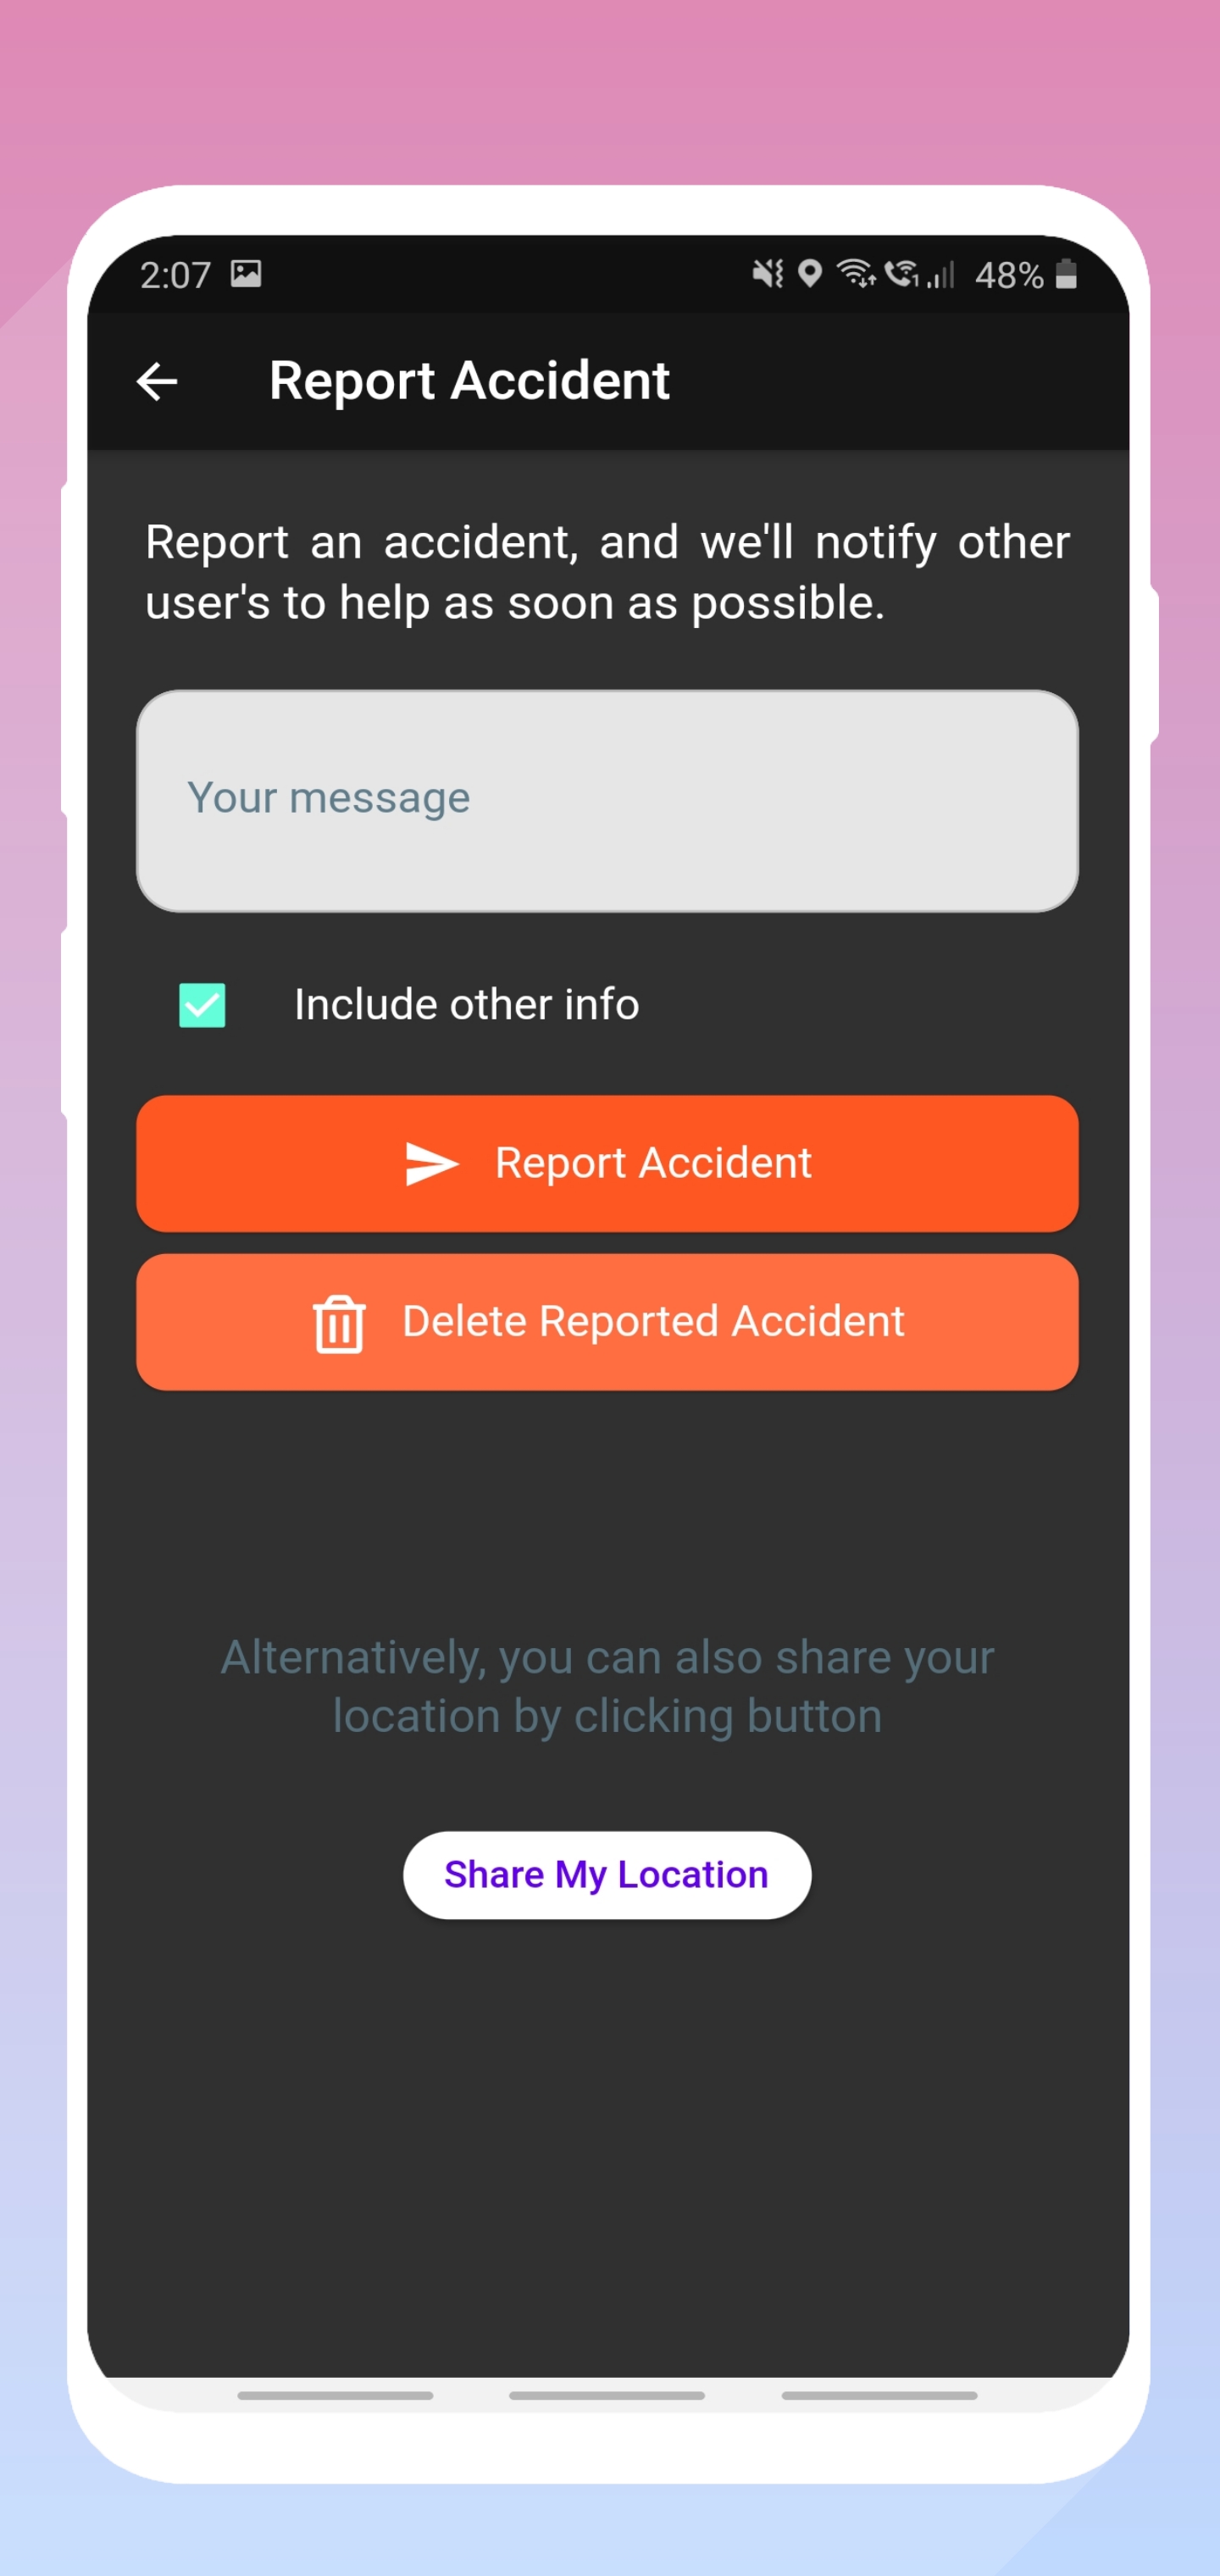 2:07
48%
Report Accident
Report an accident, and we'll notify other
user's to help as soon as possible.
Your message
Include other info
Report Accident
Delete Reported Accident
Alternatively, you can also share your
location by clicking button
Share My Location